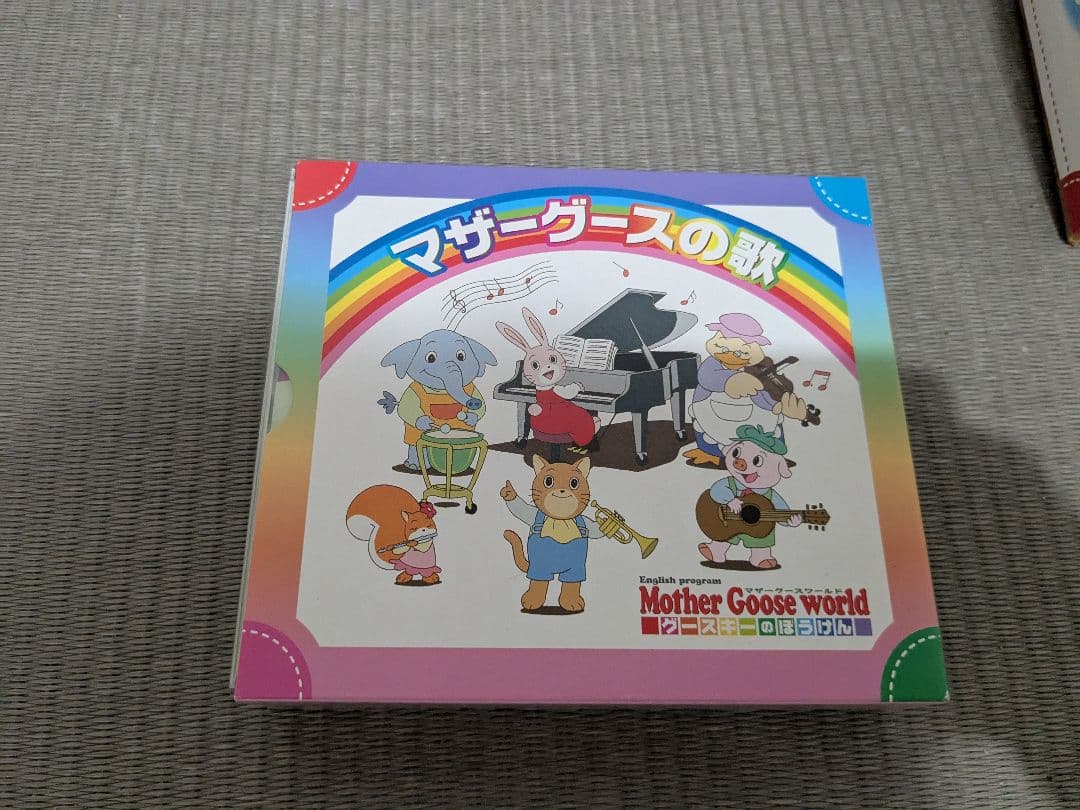 マザーグースの歌
English program
マザーグースワールド
Mother Goose world
グースキーのぼうけん